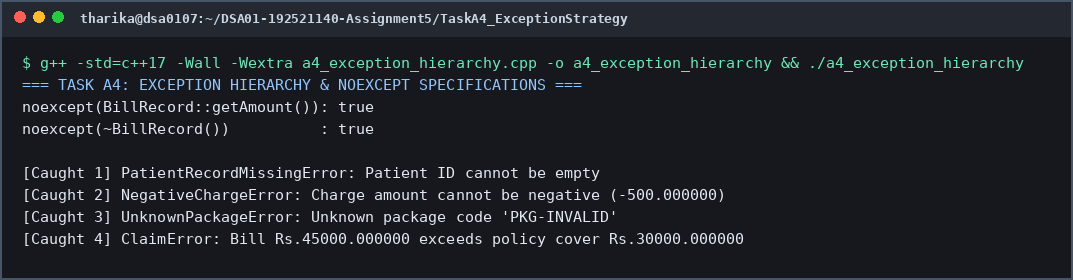 tharika@dsa0107:~/DSA01-192521140-Assignment5/TaskA4_ExceptionStrategy
$ g++ -std=c++17 -Wall -Wextra a4_exception_hierarchy.cpp -o a4_exception_hierarchy && ./a4_exception_hierarchy
=== TASK A4: EXCEPTION HIERARCHY & NOEXCEPT SPECIFICATIONS ===
noexcept(BillRecord::getAmount()): true
noexcept(~BillRecord())          : true
[Caught 1] PatientRecordMissingError: Patient ID cannot be empty
[Caught 2] NegativeChargeError: Charge amount cannot be negative (-500.000000)
[Caught 3] UnknownPackageError: Unknown package code 'PKG-INVALID'
[Caught 4] ClaimError: Bill Rs.45000.000000 exceeds policy cover Rs.30000.000000